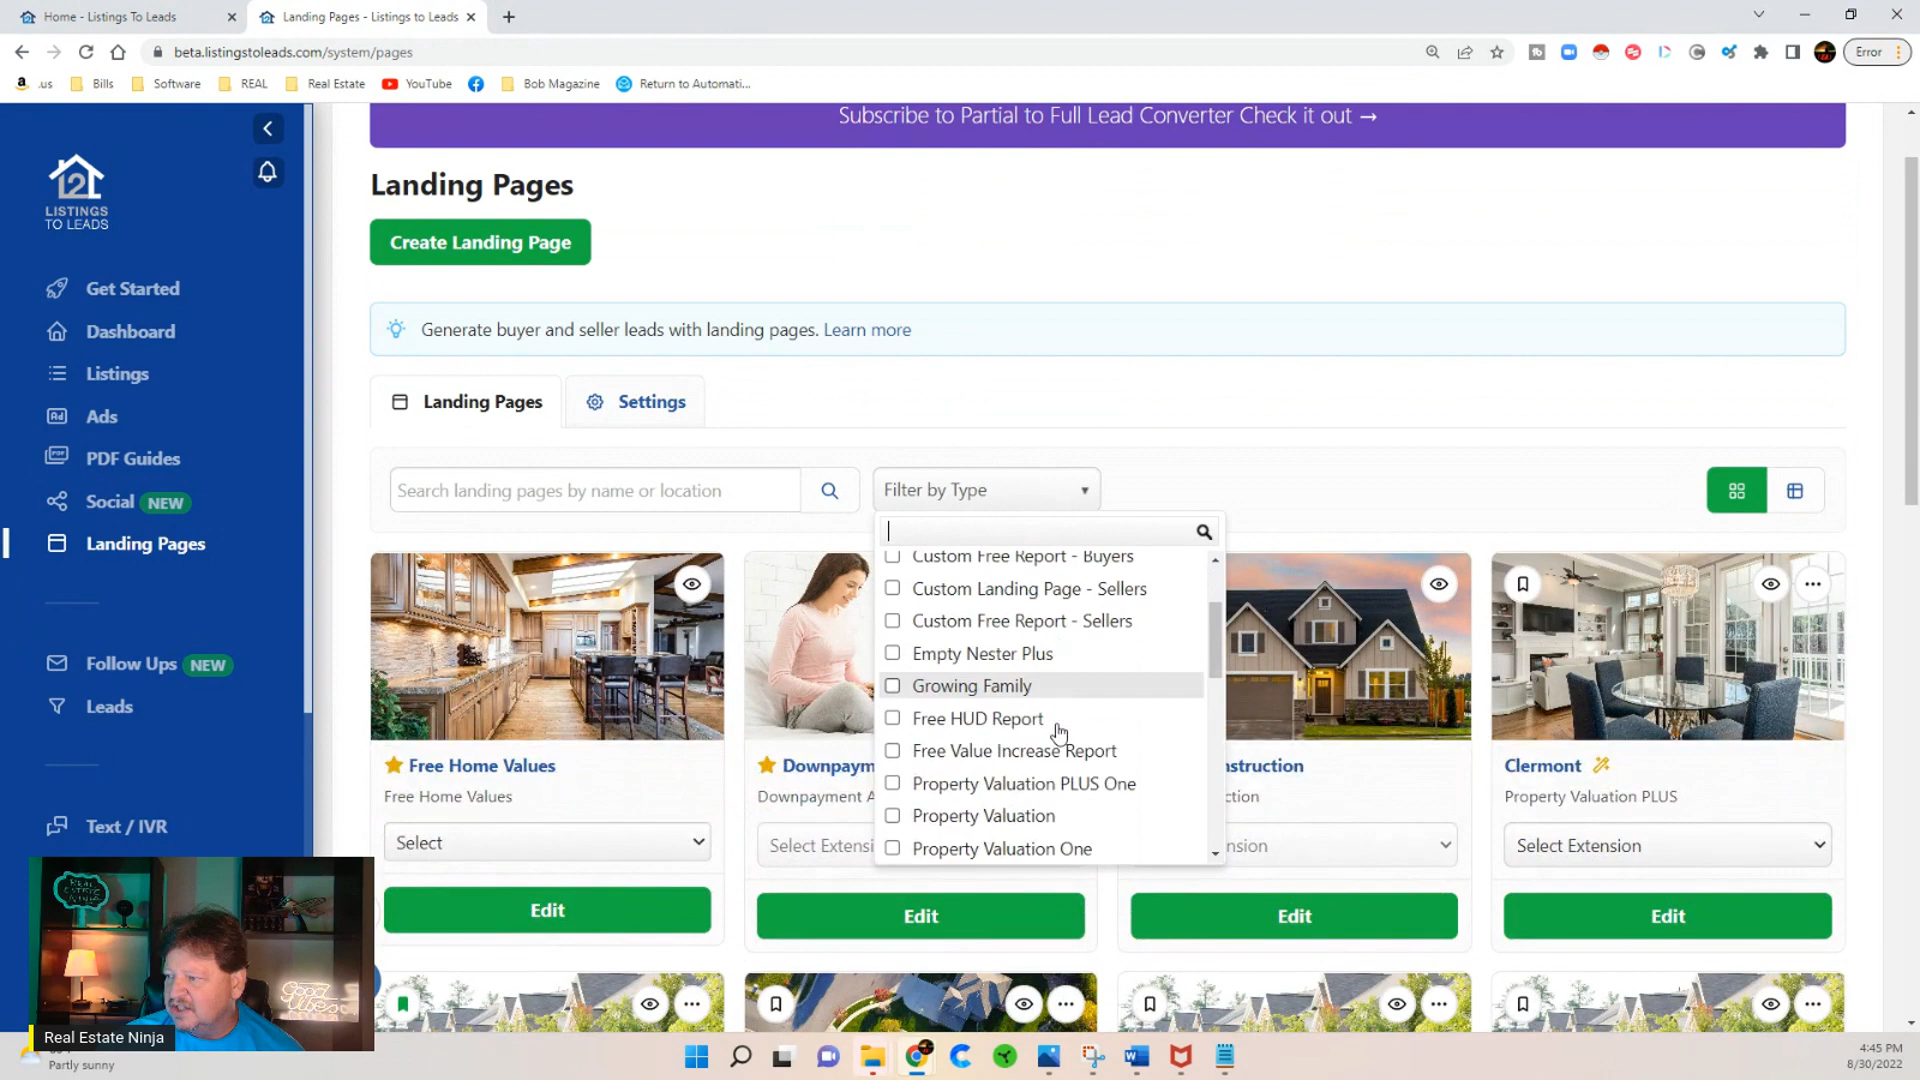 Home - Listings To Leads
Landing Pages - Listings to Leads
beta.listingstoleads.com/system/pages
Error
.us
Bills
Software
REAL
Real Estate
YouTube
Bob Magazine
Return to Automati...
Subscribe to Partial to Full Lead Converter Check it out →
L2L
LISTINGS
TO LEADS
Get Started
Dashboard
Listings
Ads
PDF Guides
Social NEW
Landing Pages
Follow Ups NEW
Leads
Text / IVR
Landing Pages
Create Landing Page
Generate buyer and seller leads with landing pages. Learn more
Landing Pages
Settings
Search landing pages by name or location
Filter by Type
Custom Free Report - Buyers
Custom Landing Page - Sellers
Custom Free Report - Sellers
Empty Nester Plus
Growing Family
Free HUD Report
Free Value Increase Report
Property Valuation PLUS One
Property Valuation
Property Valuation One
Free Home Values
Free Home Values
Select
Edit
Downpaym
Downpayment A
Select Extensi
Edit
struction
ction
nsion
Edit
Clermont
Property Valuation PLUS
Select Extension
Edit
REAL ESTATE NINJA
Good Vibes
Real Estate Ninja
Partly sunny
4:45 PM
8/30/2022